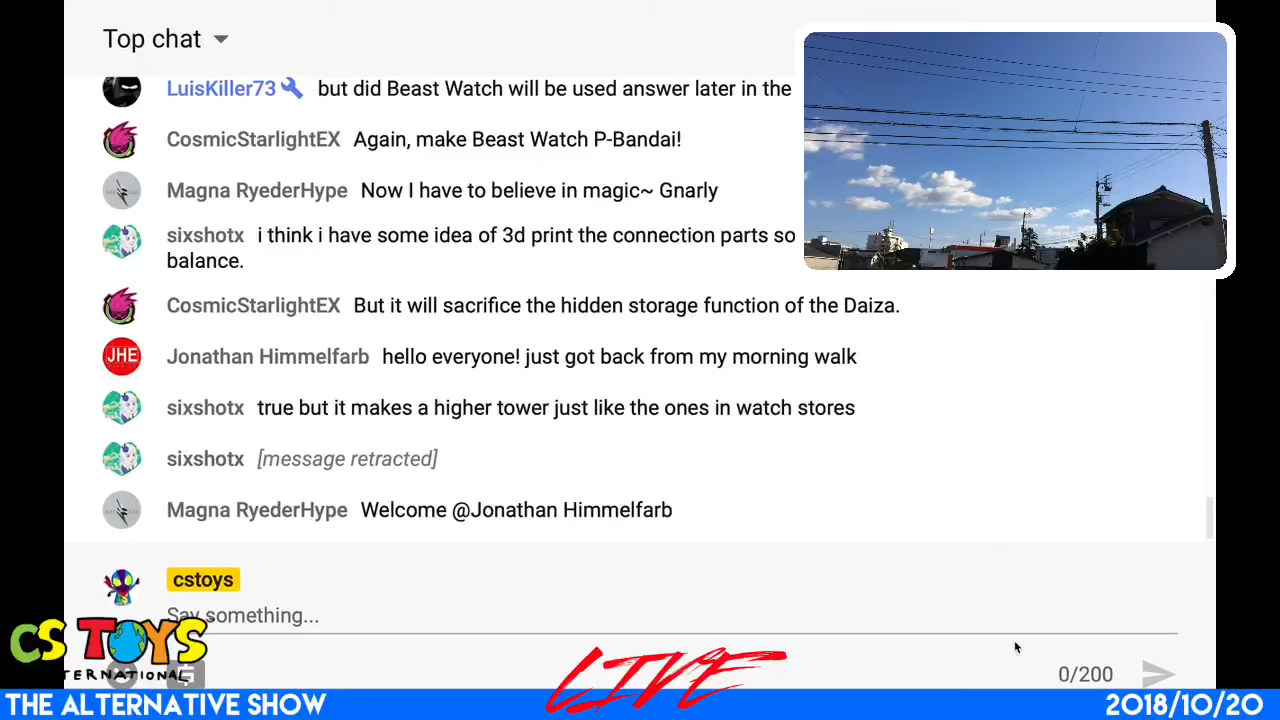 Top chat
LuisKiller73 but did Beast Watch will be used answer later in the
CosmicStarlightEX Again, make Beast Watch P-Bandai!
Magna RyederHype Now I have to believe in magic~ Gnarly
sixshotx i think i have some idea of 3d print the connection parts so
balance.
CosmicStarlightEX But it will sacrifice the hidden storage function of the Daiza.
JHE
Jonathan Himmelfarb hello everyone! just got back from my morning walk
sixshotx true but it makes a higher tower just like the ones in watch stores
sixshotx [message retracted]
Magna RyederHype Welcome @Jonathan Himmelfarb
cstoys
Say something...
CS TOYS
TERNATIONAL
LIVE
0/200
THE ALTERNATIVE SHOW
2018/10/20